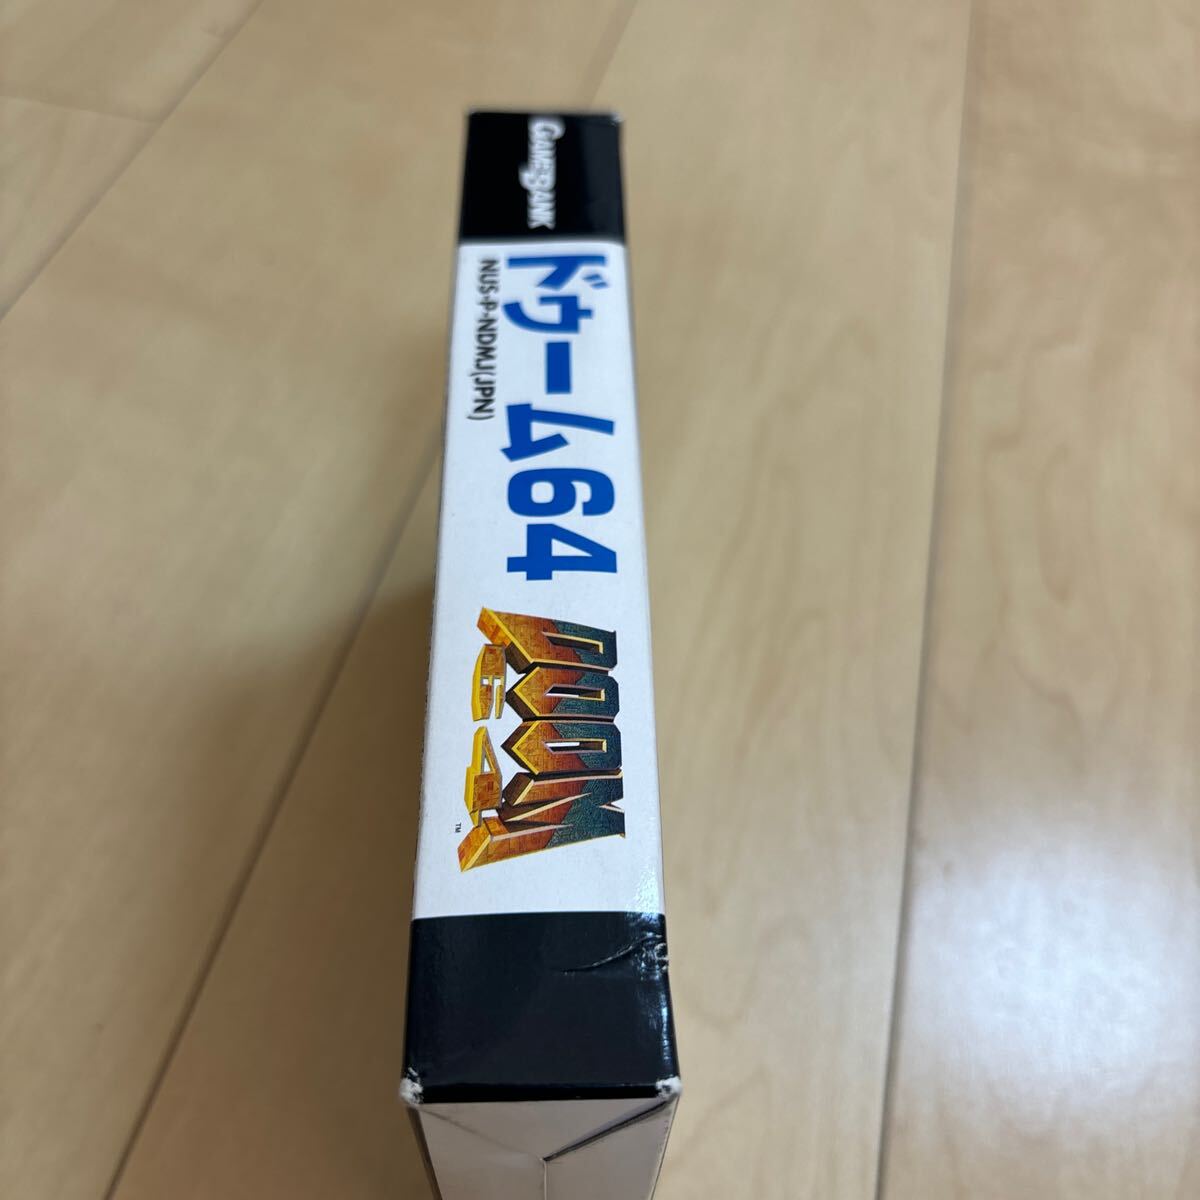 GAMEBANK
ドゥーム64
NUS-P-NDMJ(JPN)
DOOM
64
TM